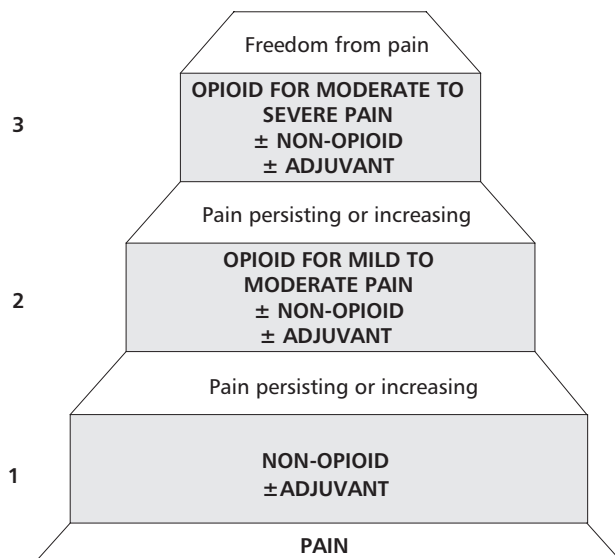 Freedom from pain
3
OPIOID FOR MODERATE TO
SEVERE PAIN
± NON-OPIOID
± ADJUVANT
Pain persisting or increasing
2
OPIOID FOR MILD TO
MODERATE PAIN
± NON-OPIOID
± ADJUVANT
Pain persisting or increasing
1
NON-OPIOID
±ADJUVANT
PAIN